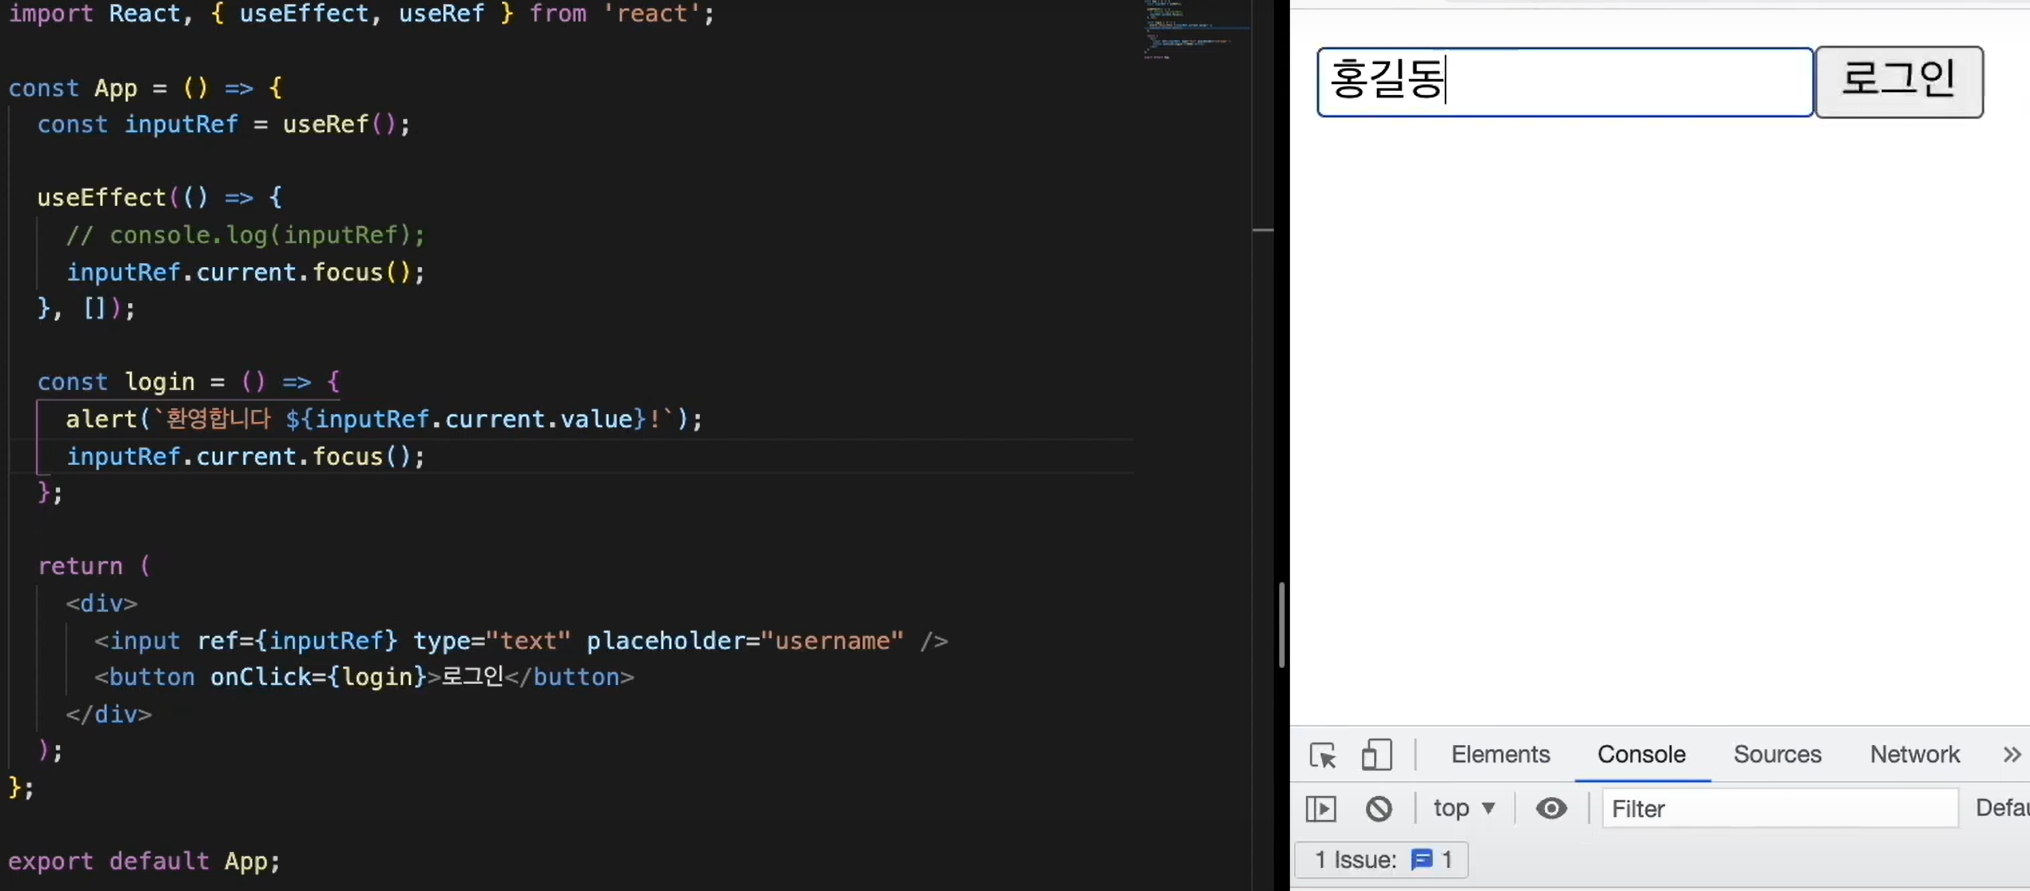 import React, { useEffect, useRef } from 'react';
const App = () => {
const inputRef = useRef();
useEffect(() => {
// console.log(inputRef);
inputRef.current.focus();
}, []);
const login = () => {
alert(`환영합니다 ${inputRef.current.value}!`);
inputRef.current.focus();
};
return (
<div>
<input ref={inputRef} type="text" placeholder="username" />
<button onClick={login}>로그인</button>
</div>
);
};
export default App;
홍길동 로그인
Elements Console Sources Network »
top ▼ Filter Defau
1 Issue: 1